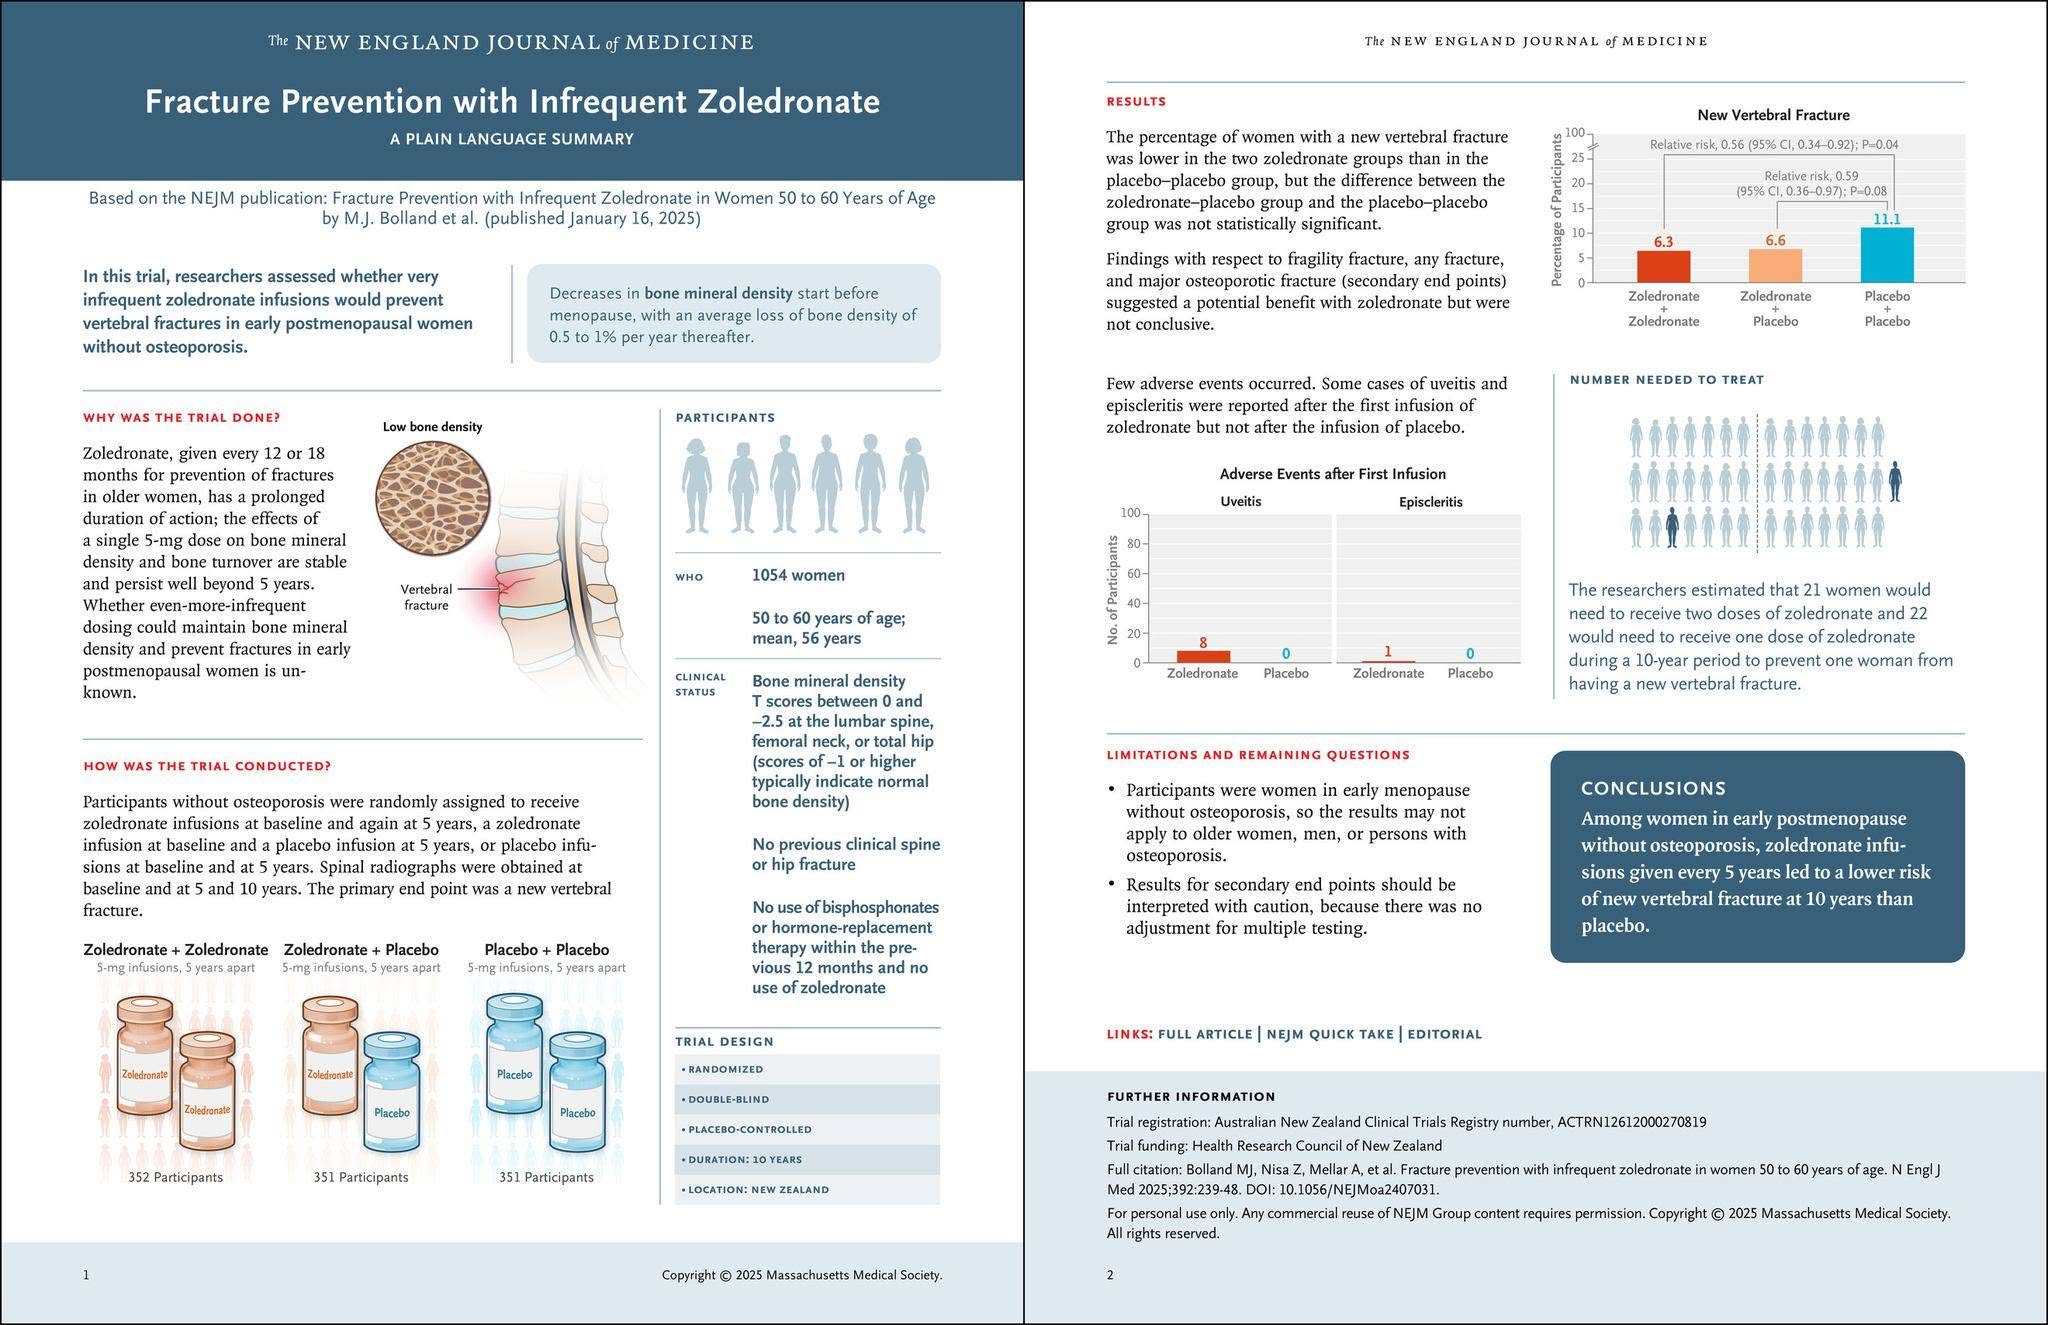 The NEW ENGLAND JOURNAL of MEDICINE
Fracture Prevention with Infrequent Zoledronate
A PLAIN LANGUAGE SUMMARY
Based on the NEJM publication: Fracture Prevention with Infrequent Zoledronate in Women 50 to 60 Years of Age
by M.J. Bolland et al. (published January 16, 2025)
In this trial, researchers assessed whether very
infrequent zoledronate infusions would prevent
vertebral fractures in early postmenopausal women
without osteoporosis.
Decreases in bone mineral density start before
menopause, with an average loss of bone density of
0.5 to 1% per year thereafter.
WHY WAS THE TRIAL DONE?
Zoledronate, given every 12 or 18
months for prevention of fractures
in older women, has a prolonged
duration of action; the effects of
a single 5-mg dose on bone mineral
density and bone turnover are stable
and persist well beyond 5 years.
Whether even-more-infrequent
dosing could maintain bone mineral
density and prevent fractures in early
postmenopausal women is un-
known.
Low bone density
Vertebral
fracture
HOW WAS THE TRIAL CONDUCTED?
Participants without osteoporosis were randomly assigned to receive
zoledronate infusions at baseline and again at 5 years, a zoledronate
infusion at baseline and a placebo infusion at 5 years, or placebo infu-
sions at baseline and at 5 years. Spinal radiographs were obtained at
baseline and at 5 and 10 years. The primary end point was a new vertebral
fracture.
Zoledronate + Zoledronate
5-mg infusions, 5 years apart
Zoledronate
Zoledronate
352 Participants
Zoledronate + Placebo
5-mg infusions, 5 years apart
Zoledronate
Placebo
351 Participants
Placebo + Placebo
5-mg infusions, 5 years apart
Placebo
Placebo
351 Participants
PARTICIPANTS
WHO
1054 women
50 to 60 years of age;
mean, 56 years
CLINICAL
STATUS
Bone mineral density
T scores between 0 and
–2.5 at the lumbar spine,
femoral neck, or total hip
(scores of –1 or higher
typically indicate normal
bone density)
No previous clinical spine
or hip fracture
No use of bisphosphonates
or hormone-replacement
therapy within the pre-
vious 12 months and no
use of zoledronate
TRIAL DESIGN
• RANDOMIZED
• DOUBLE-BLIND
• PLACEBO-CONTROLLED
• DURATION: 10 YEARS
• LOCATION: NEW ZEALAND
1
Copyright © 2025 Massachusetts Medical Society.
The NEW ENGLAND JOURNAL of MEDICINE
RESULTS
The percentage of women with a new vertebral fracture
was lower in the two zoledronate groups than in the
placebo–placebo group, but the difference between the
zoledronate–placebo group and the placebo–placebo
group was not statistically significant.
Findings with respect to fragility fracture, any fracture,
and major osteoporotic fracture (secondary end points)
suggested a potential benefit with zoledronate but were
not conclusive.
New Vertebral Fracture
Percentage of Participants
100
25
20
15
10
5
0
Relative risk, 0.56 (95% CI, 0.34–0.92); P=0.04
Relative risk, 0.59
(95% CI, 0.36–0.97); P=0.08
6.3
6.6
11.1
Zoledronate
+
Zoledronate
Zoledronate
+
Placebo
Placebo
+
Placebo
Few adverse events occurred. Some cases of uveitis and
episcleritis were reported after the first infusion of
zoledronate but not after the infusion of placebo.
Adverse Events after First Infusion
Uveitis
Episcleritis
No. of Participants
100
80
60
40
20
0
8
0
1
0
Zoledronate
Placebo
Zoledronate
Placebo
NUMBER NEEDED TO TREAT
The researchers estimated that 21 women would
need to receive two doses of zoledronate and 22
would need to receive one dose of zoledronate
during a 10-year period to prevent one woman from
having a new vertebral fracture.
LIMITATIONS AND REMAINING QUESTIONS
• Participants were women in early menopause
without osteoporosis, so the results may not
apply to older women, men, or persons with
osteoporosis.
• Results for secondary end points should be
interpreted with caution, because there was no
adjustment for multiple testing.
CONCLUSIONS
Among women in early postmenopause
without osteoporosis, zoledronate infu-
sions given every 5 years led to a lower risk
of new vertebral fracture at 10 years than
placebo.
LINKS: FULL ARTICLE | NEJM QUICK TAKE | EDITORIAL
FURTHER INFORMATION
Trial registration: Australian New Zealand Clinical Trials Registry number, ACTRN12612000270819
Trial funding: Health Research Council of New Zealand
Full citation: Bolland MJ, Nisa Z, Mellar A, et al. Fracture prevention with infrequent zoledronate in women 50 to 60 years of age. N Engl J
Med 2025;392:239-48. DOI: 10.1056/NEJMoa2407031.
For personal use only. Any commercial reuse of NEJM Group content requires permission. Copyright © 2025 Massachusetts Medical Society.
All rights reserved.
2